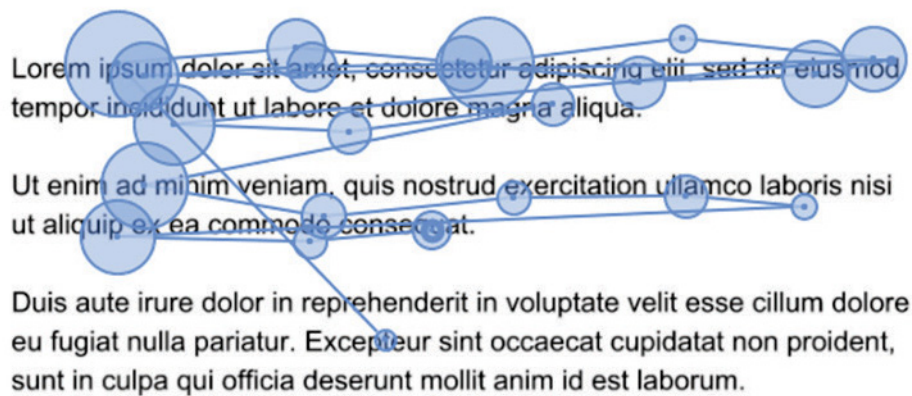 Lorem ipsum dolor sit amet, consectetur adipiscing elit, sed do eiusmod
tempor incididunt ut labore et dolore magna aliqua.
Ut enim ad minim veniam, quis nostrud exercitation ullamco laboris nisi
ut aliquip ex ea commodo consequat.
Duis aute irure dolor in reprehenderit in voluptate velit esse cillum dolore
eu fugiat nulla pariatur. Excepteur sint occaecat cupidatat non proident,
sunt in culpa qui officia deserunt mollit anim id est laborum.